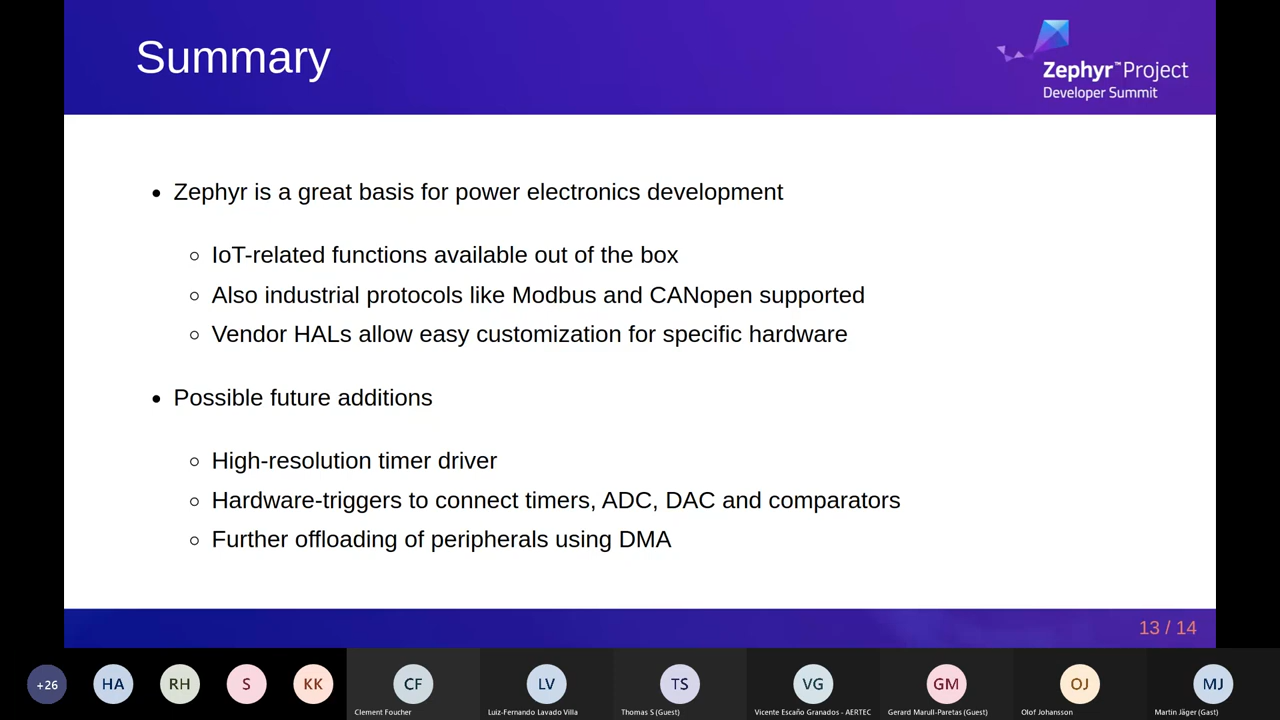 Summary
Zephyr™Project
Developer Summit
• Zephyr is a great basis for power electronics development
○ IoT-related functions available out of the box
○ Also industrial protocols like Modbus and CANopen supported
○ Vendor HALs allow easy customization for specific hardware
• Possible future additions
○ High-resolution timer driver
○ Hardware-triggers to connect timers, ADC, DAC and comparators
○ Further offloading of peripherals using DMA
13 / 14
+26 HA RH S KK CF LV TS VG GM OJ MJ
Clement Foucher Luiz-Fernando Lavado Villa Thomas S (Guest) Vicente Escaño Granados - AERTEC Gerard Marull-Paretas (Guest) Olof Johansson Martin Jäger (Gast)